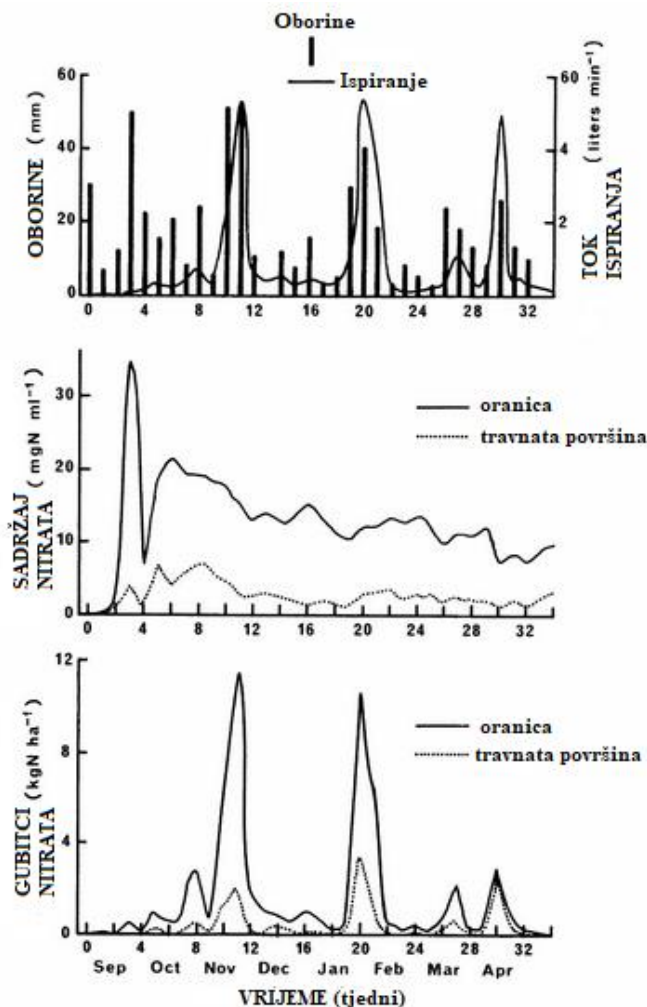 Oborine
Ispiranje
OBORINE (mm)
60
40
20
0
60
4
2
(liters min⁻¹)
TOK
ISPIRANJA
0 4 8 12 16 20 24 28 32
SADRŽAJ
NITRATA (mgN ml⁻¹)
30
20
10
0
oranica
travnata površina
0 4 8 12 16 20 24 28 32
GUBITCI
NITRATA (kgN ha⁻¹)
12
8
4
0
oranica
travnata površina
0 4 8 12 16 20 24 28 32
Sep Oct Nov Dec Jan Feb Mar Apr
VRIJEME (tjedni)